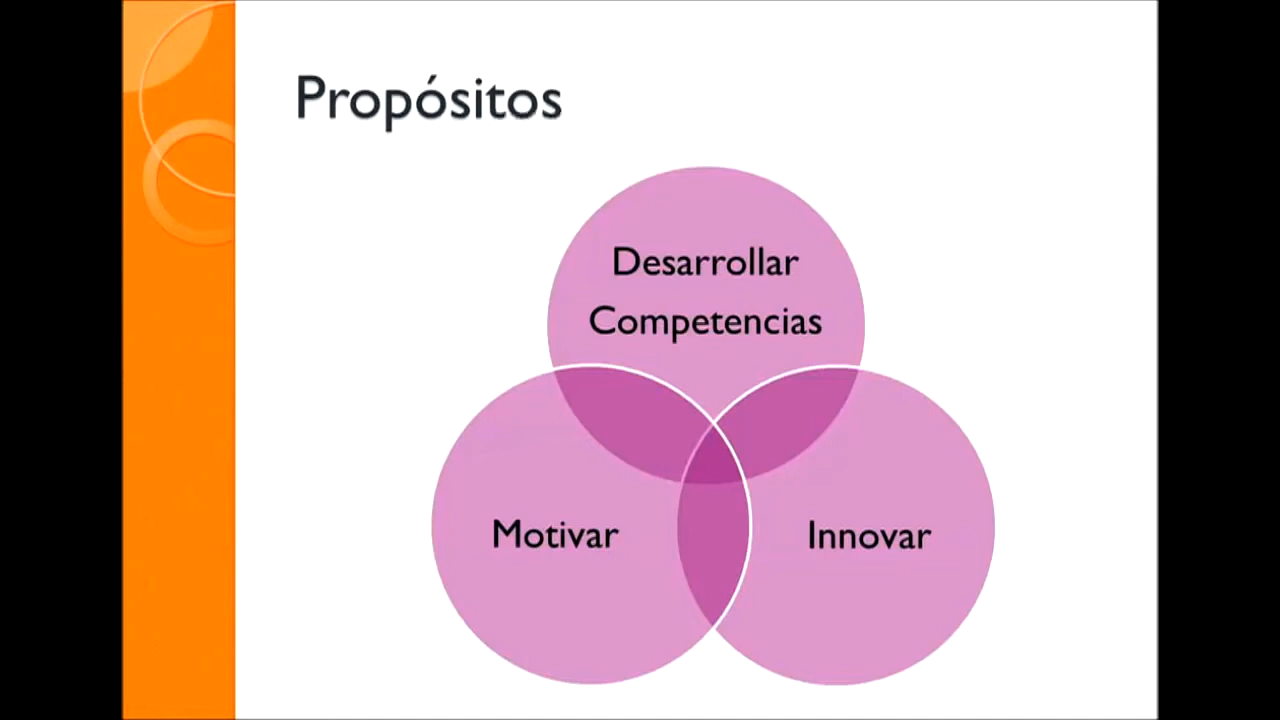 Propósitos
Desarrollar
Competencias
Motivar
Innovar